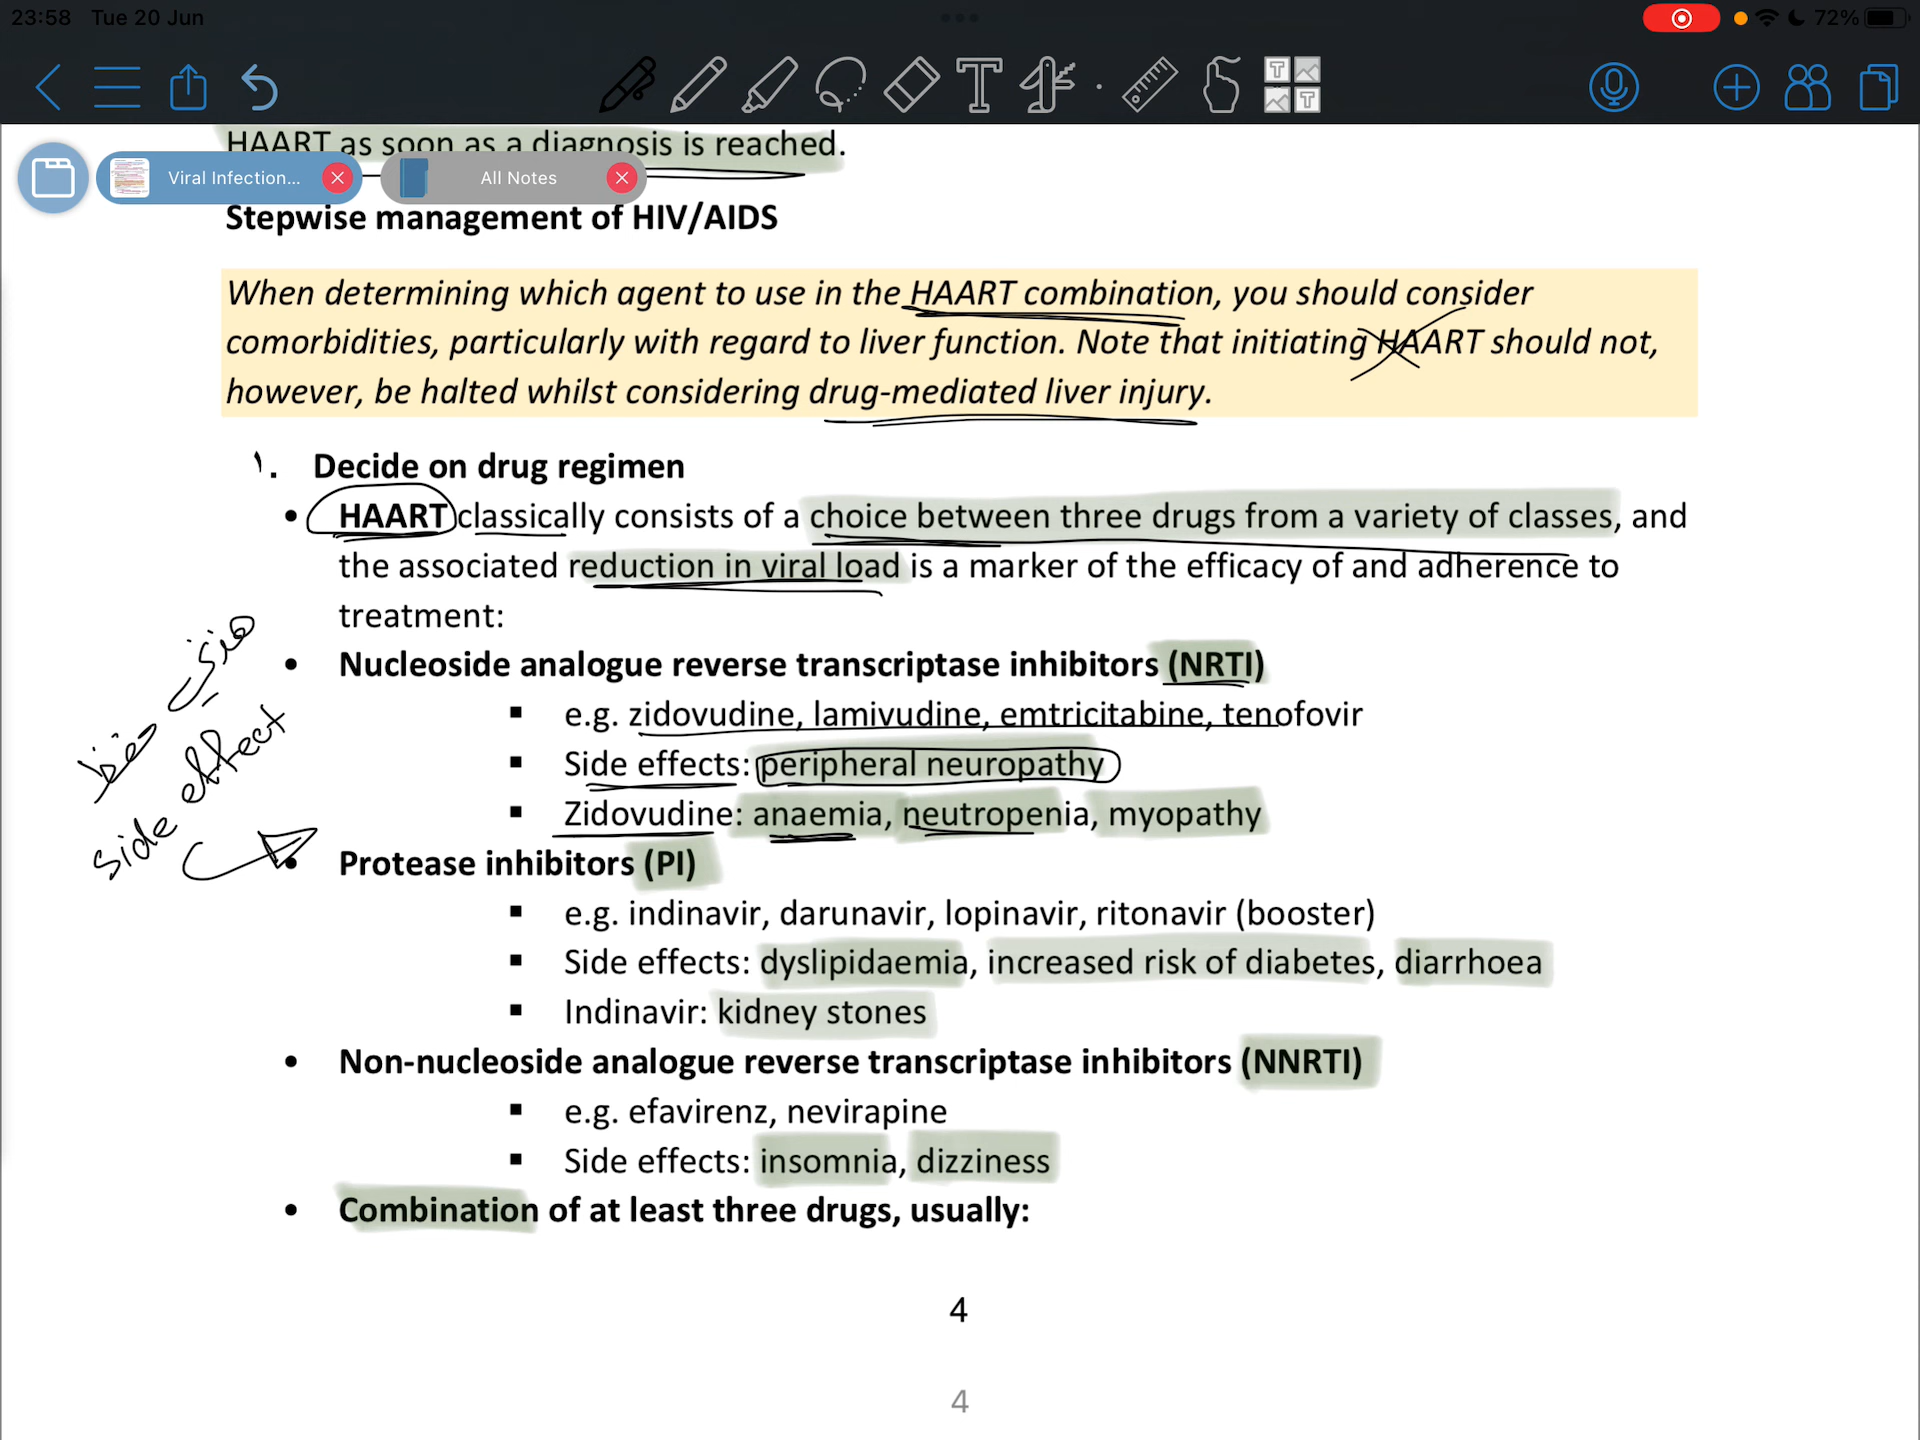 23:58 Tue 20 Jun
72%
HAART as soon as a diagnosis is reached.
Viral Infection...
All Notes
Stepwise management of HIV/AIDS
When determining which agent to use in the HAART combination, you should consider
comorbidities, particularly with regard to liver function. Note that initiating HAART should not,
however, be halted whilst considering drug-mediated liver injury.
Decide on drug regimen
• HAART classically consists of a choice between three drugs from a variety of classes, and
the associated reduction in viral load is a marker of the efficacy of and adherence to
treatment:
• Nucleoside analogue reverse transcriptase inhibitors (NRTI)
▪ e.g. zidovudine, lamivudine, emtricitabine, tenofovir
▪ Side effects: peripheral neuropathy
▪ Zidovudine: anaemia, neutropenia, myopathy
side effect
• Protease inhibitors (PI)
▪ e.g. indinavir, darunavir, lopinavir, ritonavir (booster)
▪ Side effects: dyslipidaemia, increased risk of diabetes, diarrhoea
▪ Indinavir: kidney stones
• Non-nucleoside analogue reverse transcriptase inhibitors (NNRTI)
▪ e.g. efavirenz, nevirapine
▪ Side effects: insomnia, dizziness
• Combination of at least three drugs, usually:
4
4